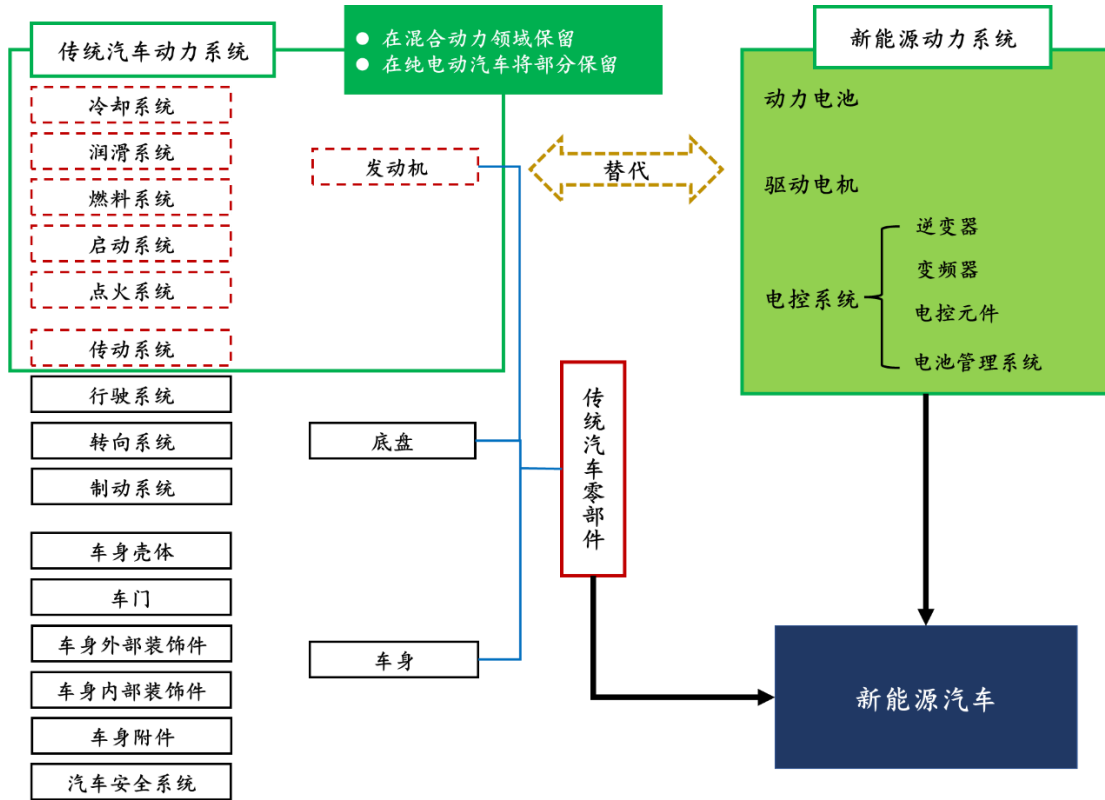 传统汽车动力系统
在混合动力领域保留
在纯电动汽车将部分保留
新能源动力系统
冷却系统
润滑系统
燃料系统
启动系统
点火系统
传动系统
行驶系统
转向系统
制动系统
车身壳体
车门
车身外部装饰件
车身内部装饰件
车身附件
汽车安全系统
发动机
底盘
车身
替代
传统汽车零部件
动力电池
驱动电机
电控系统
逆变器
变频器
电控元件
电池管理系统
新能源汽车